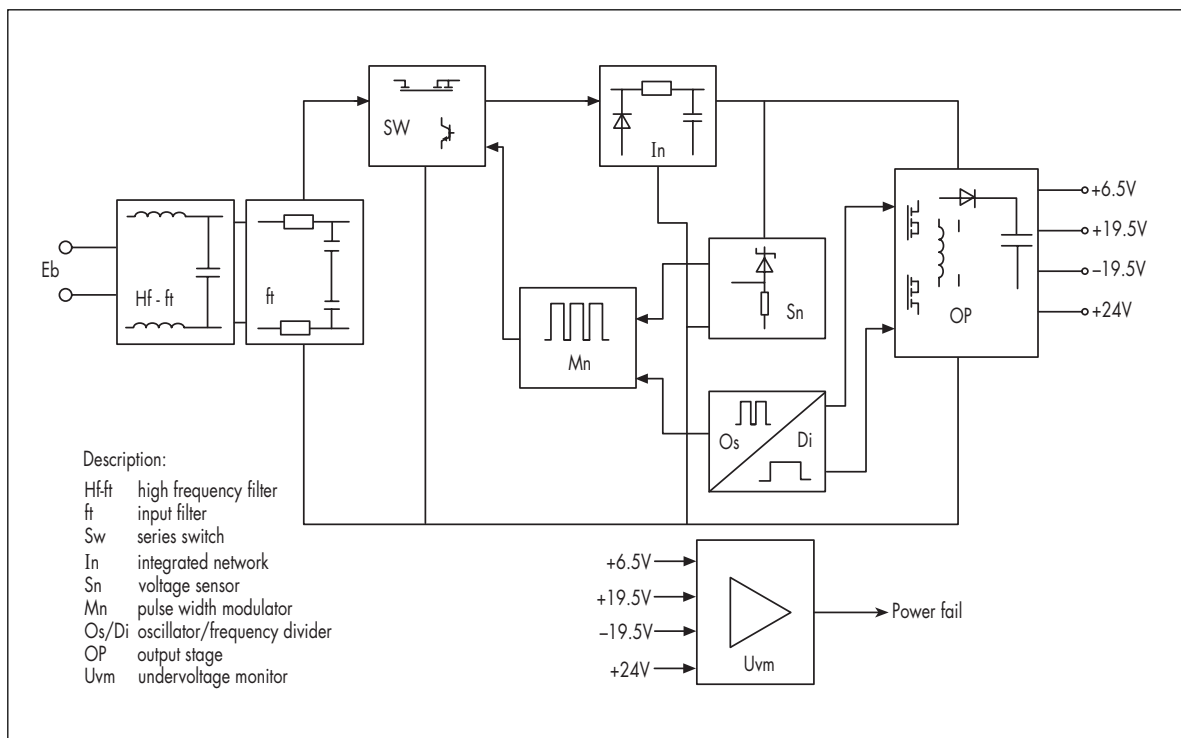 SW
In
Eb
Hf - ft
ft
Mn
Sn
Os
Di
OP
+6.5V
+19.5V
–19.5V
+24V
Description:
Hf-ft high frequency filter
ft input filter
Sw series switch
In integrated network
Sn voltage sensor
Mn pulse width modulator
Os/Di oscillator/frequency divider
OP output stage
Uvm undervoltage monitor
+6.5V
+19.5V
–19.5V
+24V
Uvm
Power fail